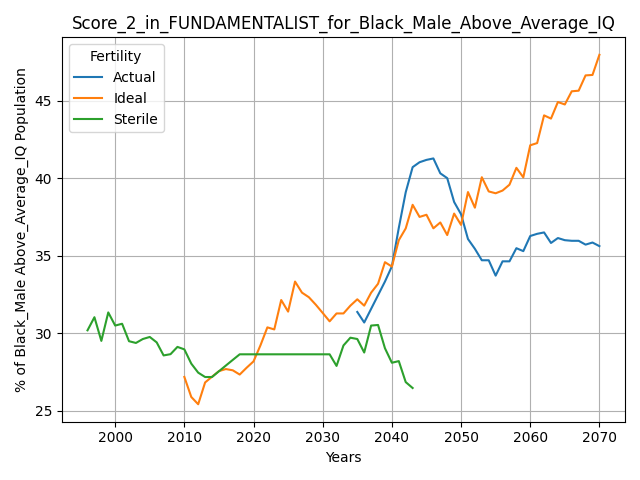 Score_2_in_FUNDAMENTALIST_for_Black_Male_Above_Average_IQ
% of Black_Male Above_Average_IQ Population
Fertility
Actual
Ideal
Sterile
45
40
35
30
25
2000 2010 2020 2030 2040 2050 2060 2070
Years